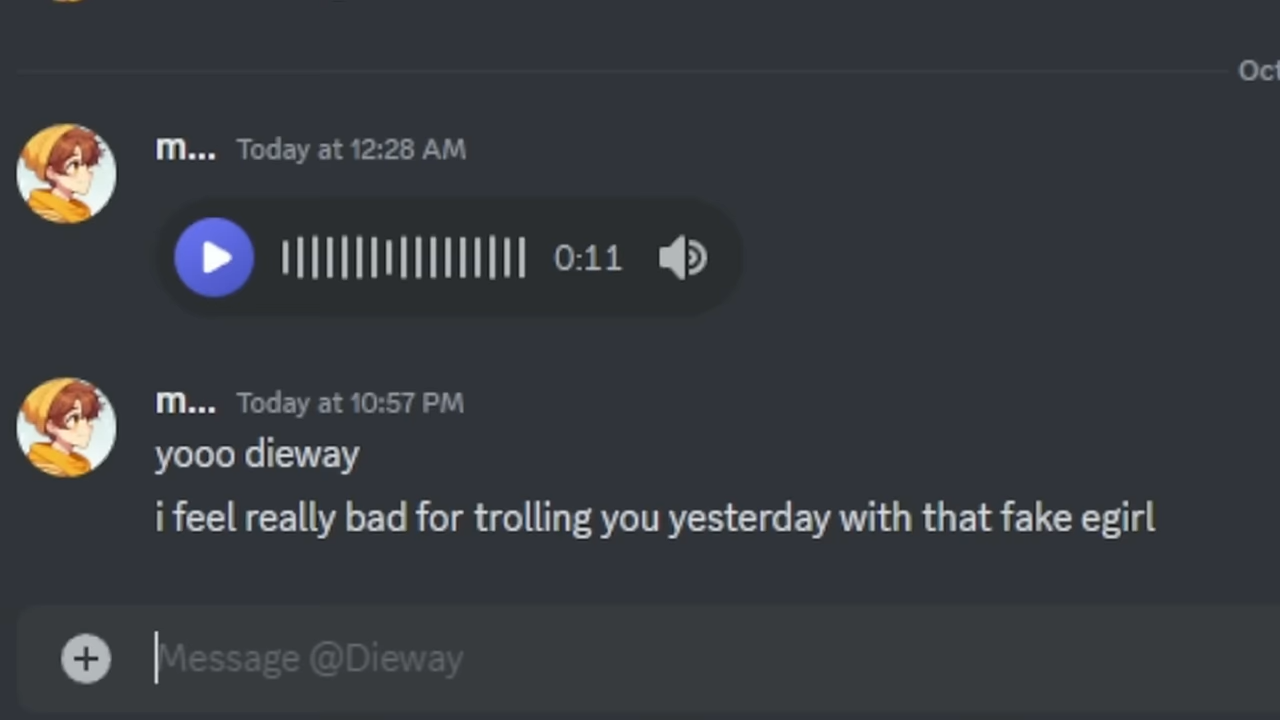 Oct
m... Today at 12:28 AM
0:11
m... Today at 10:57 PM
yooo dieway
i feel really bad for trolling you yesterday with that fake egirl
Message @Dieway